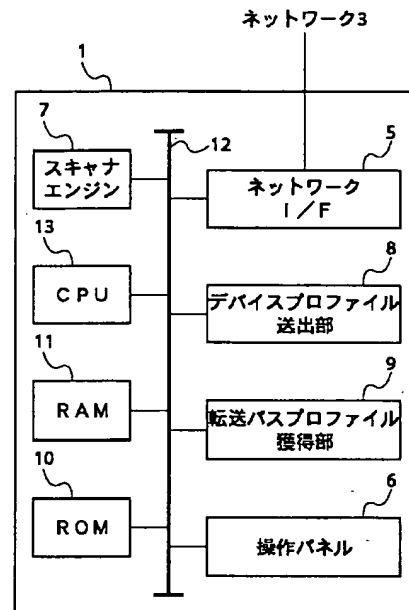 ネットワーク3
1
7
スキャナ
エンジン
12
5
ネットワーク
I/F
13
CPU
8
デバイスプロファイル
送出部
11
RAM
9
転送パスプロファイル
獲得部
10
ROM
6
操作パネル